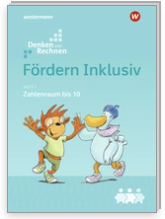 westermann
Denken und
Rechnen
Fördern Inklusiv
Zahlenraum bis 10